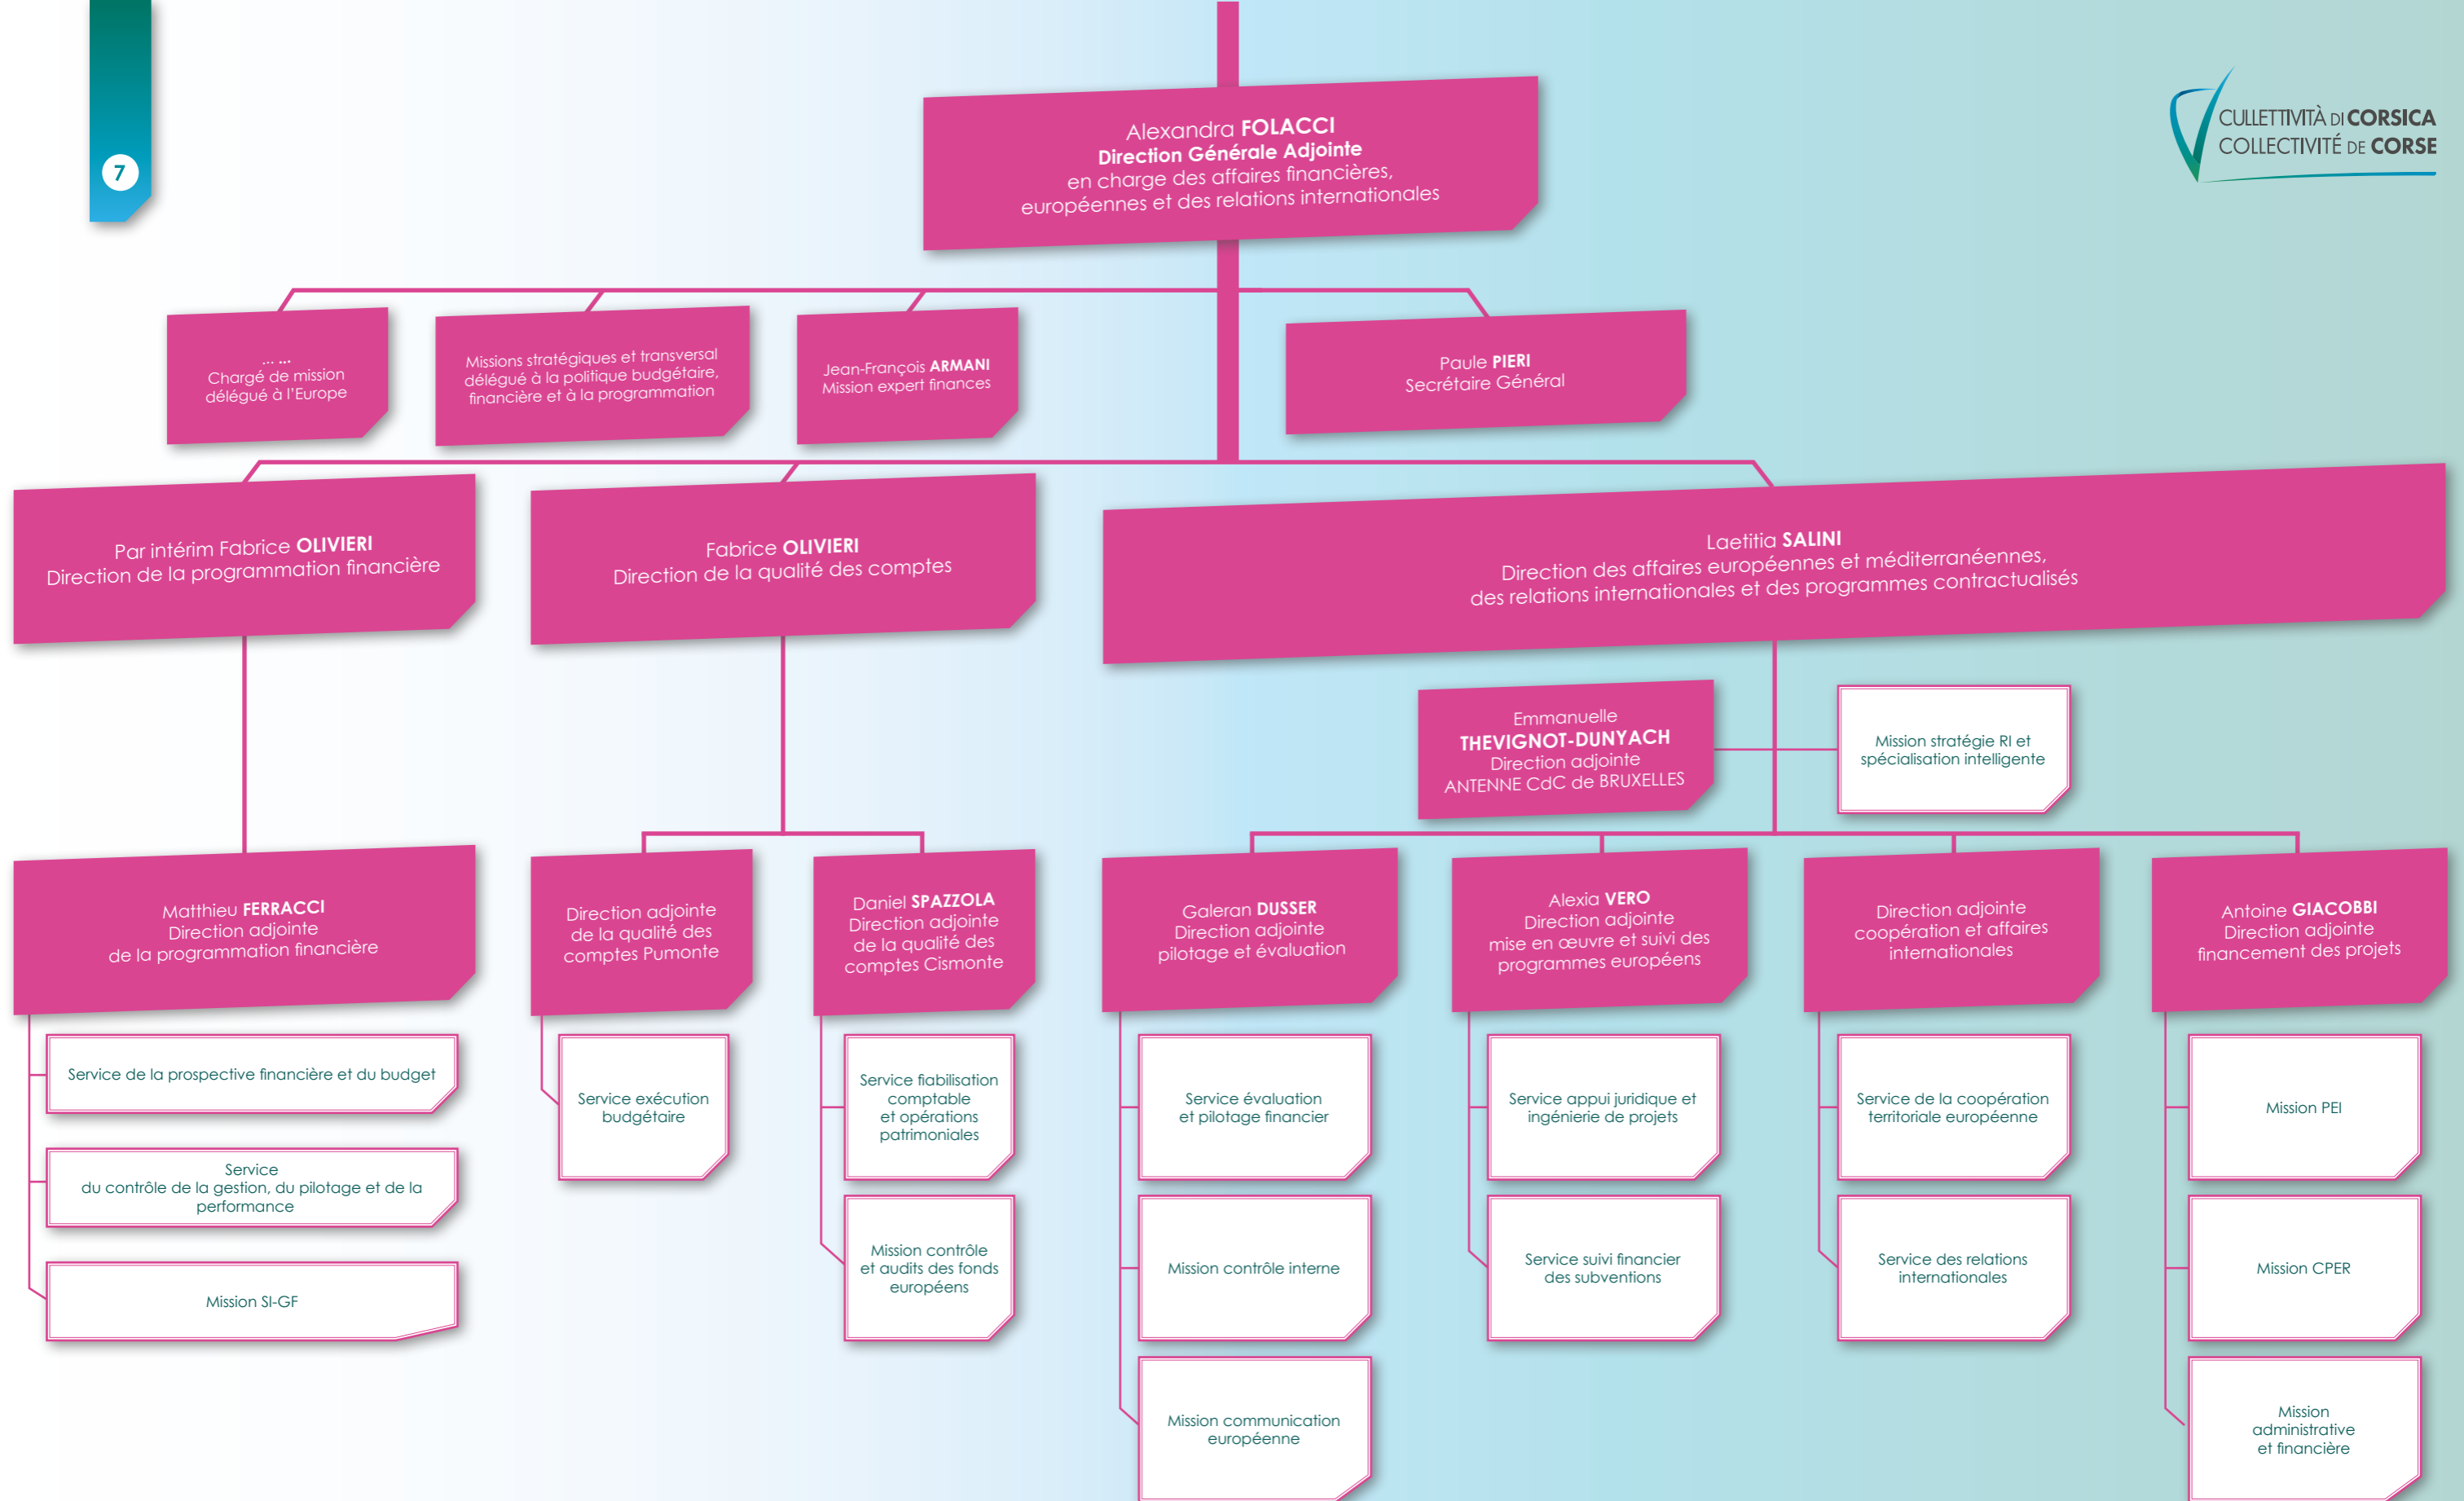 7
CULLETTIVITÀ DI CORSICA
COLLECTIVITÉ DE CORSE
Alexandra FOLACCI
Direction Générale Adjointe
en charge des affaires financières,
européennes et des relations internationales
... ...
Chargé de mission
délégué à l'Europe
Missions stratégiques et transversal
délégué à la politique budgétaire,
financière et à la programmation
Jean-François ARMANI
Mission expert finances
Paule PIERI
Secrétaire Général
Par intérim Fabrice OLIVIERI
Direction de la programmation financière
Fabrice OLIVIERI
Direction de la qualité des comptes
Laetitia SALINI
Direction des affaires européennes et méditerranéennes,
des relations internationales et des programmes contractualisés
Emmanuelle
THEVIGNOT-DUNYACH
Direction adjointe
ANTENNE CdC de BRUXELLES
Mission stratégie RI et
spécialisation intelligente
Matthieu FERRACCI
Direction adjointe
de la programmation financière
Direction adjointe
de la qualité des
comptes Pumonte
Daniel SPAZZOLA
Direction adjointe
de la qualité des
comptes Cismonte
Galeran DUSSER
Direction adjointe
pilotage et évaluation
Alexia VERO
Direction adjointe
mise en œuvre et suivi des
programmes européens
Direction adjointe
coopération et affaires
internationales
Antoine GIACOBBI
Direction adjointe
financement des projets
Service de la prospective financière et du budget
Service
du contrôle de la gestion, du pilotage et de la
performance
Mission SI-GF
Service exécution
budgétaire
Service fiabilisation
comptable
et opérations
patrimoniales
Mission contrôle
et audits des fonds
européens
Service évaluation
et pilotage financier
Mission contrôle interne
Mission communication
européenne
Service appui juridique et
ingénierie de projets
Service suivi financier
des subventions
Service de la coopération
territoriale européenne
Service des relations
internationales
Mission PEI
Mission CPER
Mission
administrative
et financière